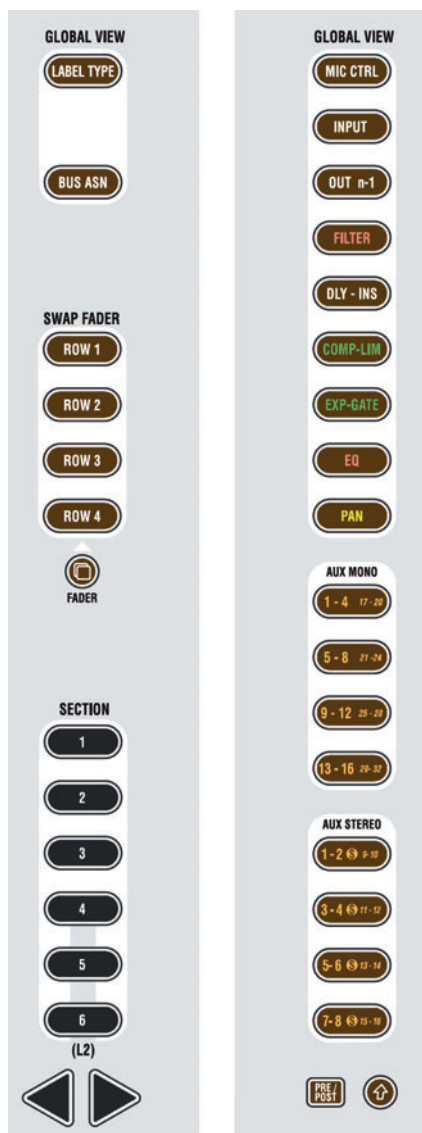 GLOBAL VIEW
LABEL TYPE
BUS ASN
SWAP FADER
ROW 1
ROW 2
ROW 3
ROW 4
FADER
SECTION
1
2
3
4
5
6
(L2)
GLOBAL VIEW
MIC CTRL
INPUT
OUT n-1
FILTER
DLY - INS
COMP-LIM
EXP-GATE
EQ
PAN
AUX MONO
1 - 4 17 - 20
5 - 8 21 -24
9 - 12 25 - 28
13 - 16 29- 32
AUX STEREO
1 - 2 S 9- 10
3 - 4 S 11 - 12
5- 6 S 13 - 14
7- 8 S 15 - 16
PRE/
POST